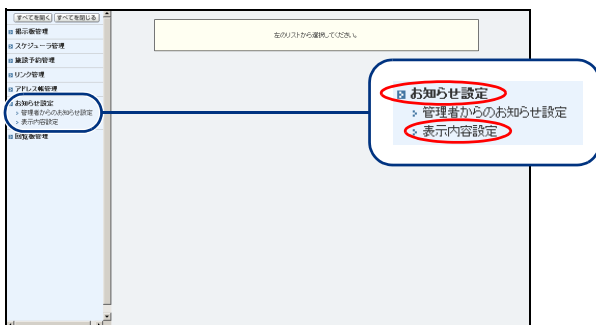 すべてを開く すべてを閉じる
掲示板管理
スケジューラ管理
施設予約管理
リンク管理
アドレス帳管理
お知らせ設定
管理者からのお知らせ設定
表示内容設定
回覧板管理
左のリストから選択してください。
お知らせ設定
管理者からのお知らせ設定
表示内容設定